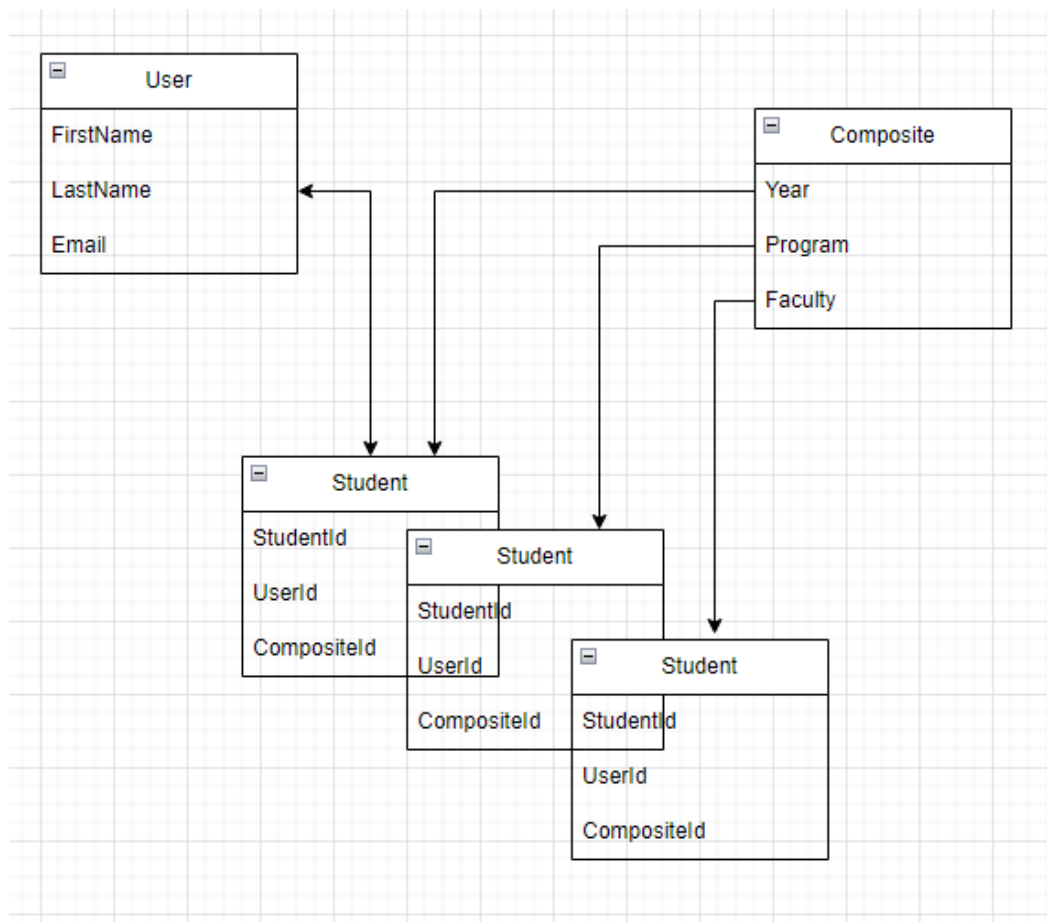 User
FirstName
LastName
Email
Composite
Year
Program
Faculty
Student
StudentId
UserId
CompositeId
Student
StudentId
UserId
CompositeId
Student
StudentId
UserId
CompositeId